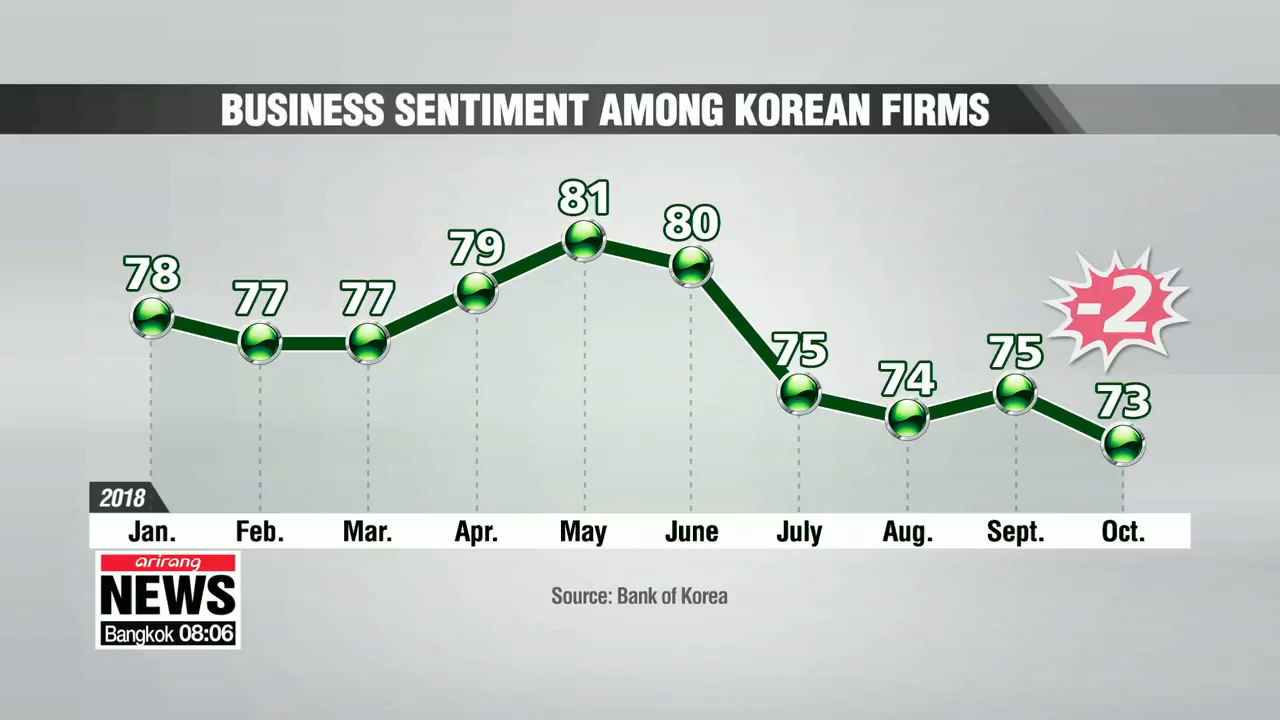 BUSINESS SENTIMENT AMONG KOREAN FIRMS
78
77
77
79
81
80
75
74
75
73
-2
2018
Jan. Feb. Mar. Apr. May June July Aug. Sept. Oct.
arirang
NEWS
Bangkok 08:06
Source: Bank of Korea